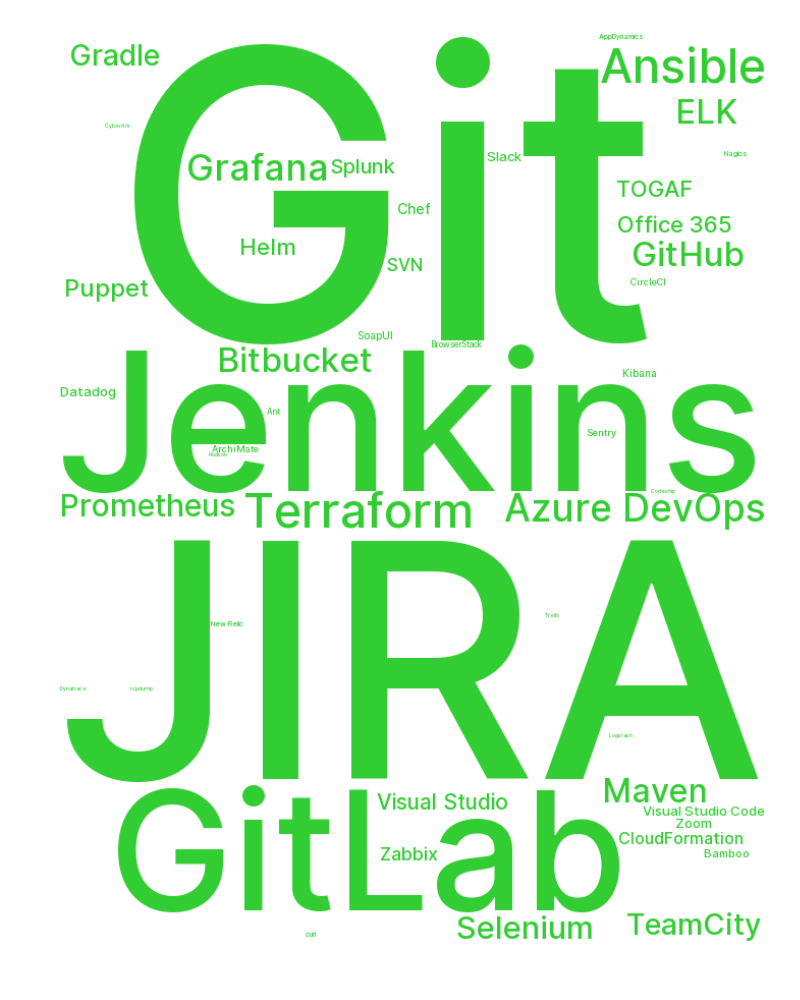 AppDynamics
Gradle
Git
Ansible
ELK
CyberArk
Nagios
Slack
Grafana
Splunk
TOGAF
Chef
Office 365
Helm
GitHub
SVN
CircleCI
Puppet
SoapUI
BrowserStack
Bitbucket
Kibana
Jenkins
Datadog
Ant
Sentry
ArchiMate
Codeship
Prometheus
Terraform
Azure DevOps
JIRA
Trello
New Relic
Dynatrace
tcpdump
Logstash
GitLab
Maven
Visual Studio
Visual Studio Code
Zoom
CloudFormation
Zabbix
Bamboo
Selenium
TeamCity
curl